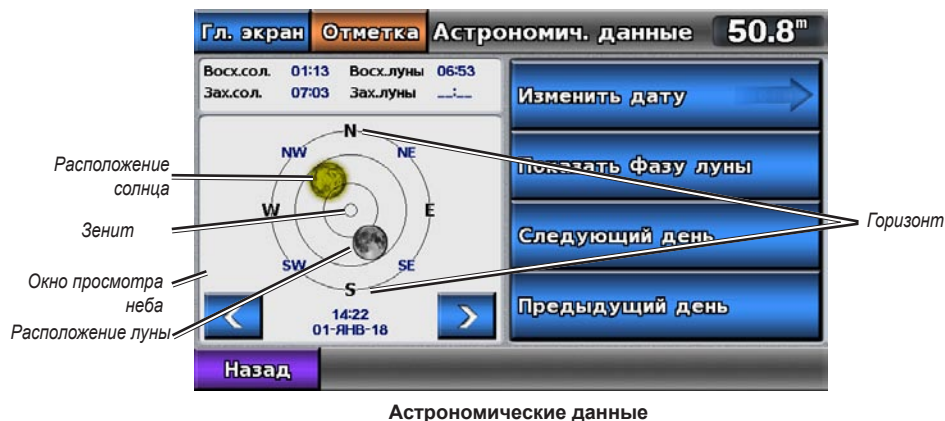 Гл. экран Отметка Астрономич. данные 50.8m
Восх.сол. 01:13 Восх.луны 06:53
Зах.сол. 07:03 Зах.луны __:__
Изменить дату
Показать фазу луны
Следующий день
Предыдущий день
N
NW NE
W E
SW SE
S
14:22
01-ЯНВ-18
Назад
Расположение
солнца
Зенит
Окно просмотра
неба
Расположение луны
Горизонт
Астрономические данные